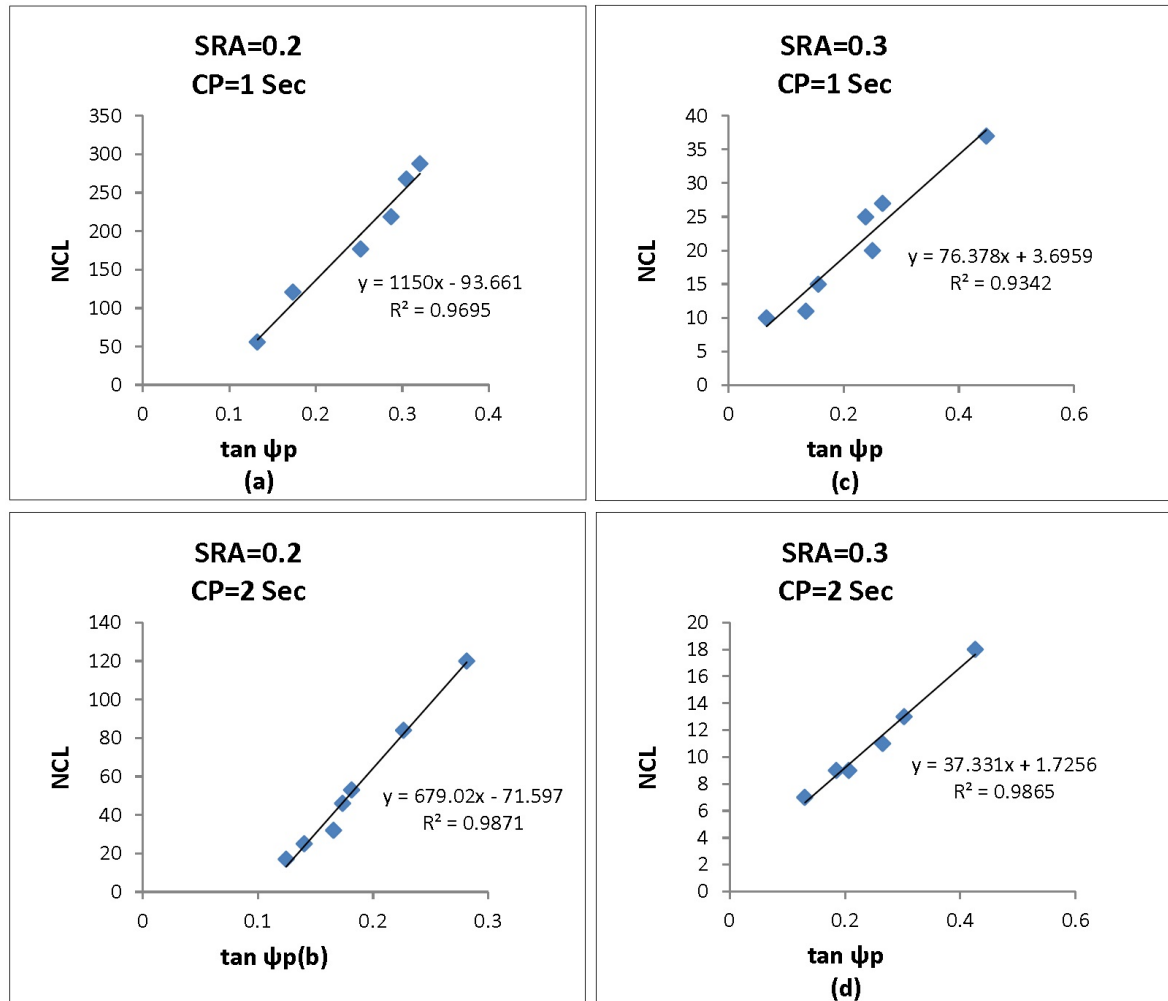 SRA=0.2
CP=1 Sec
350
300
250
200
150
100
50
0
NCL
y = 1150x - 93.661
R² = 0.9695
0 0.1 0.2 0.3 0.4
tan ψp
(a)
SRA=0.3
CP=1 Sec
40
35
30
25
20
15
10
5
0
NCL
y = 76.378x + 3.6959
R² = 0.9342
0 0.2 0.4 0.6
tan ψp
(c)
SRA=0.2
CP=2 Sec
140
120
100
80
60
40
20
0
NCL
y = 679.02x - 71.597
R² = 0.9871
0 0.1 0.2 0.3
tan ψp(b)
SRA=0.3
CP=2 Sec
20
18
16
14
12
10
8
6
4
2
0
NCL
y = 37.331x + 1.7256
R² = 0.9865
0 0.2 0.4 0.6
tan ψp
(d)